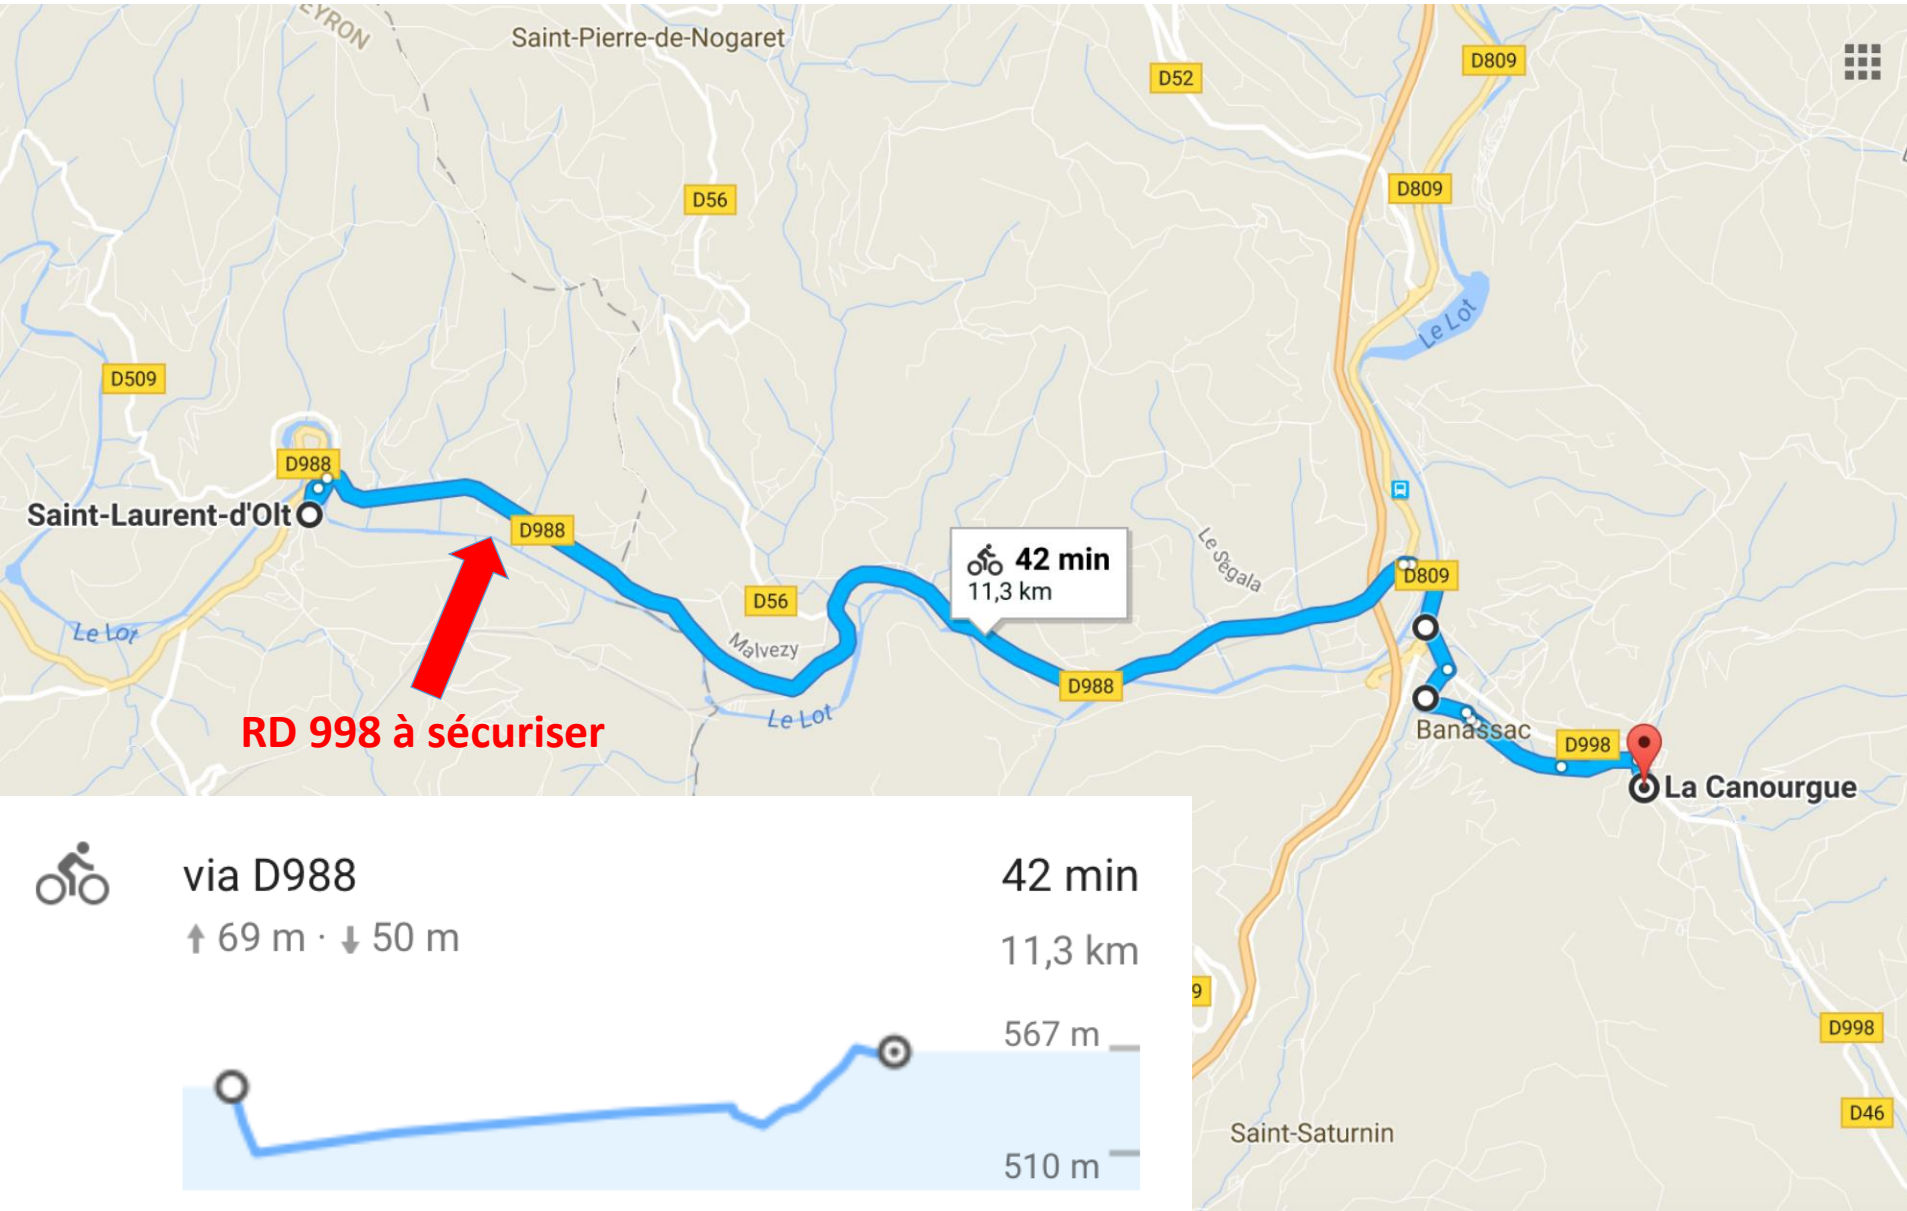 EYRON
Saint-Pierre-de-Nogaret
D52
D809
D56
D809
Le Lot
D509
D988
Saint-Laurent-d'Olt
D988
Le Ségala
42 min
11,3 km
D809
D56
Malvezy
Le Lot
Le Lot
D988
RD 998 à sécuriser
Banassac
D998
La Canourgue
via D988
42 min
69 m · 50 m
11,3 km
567 m
510 m
9
D998
D46
Saint-Saturnin